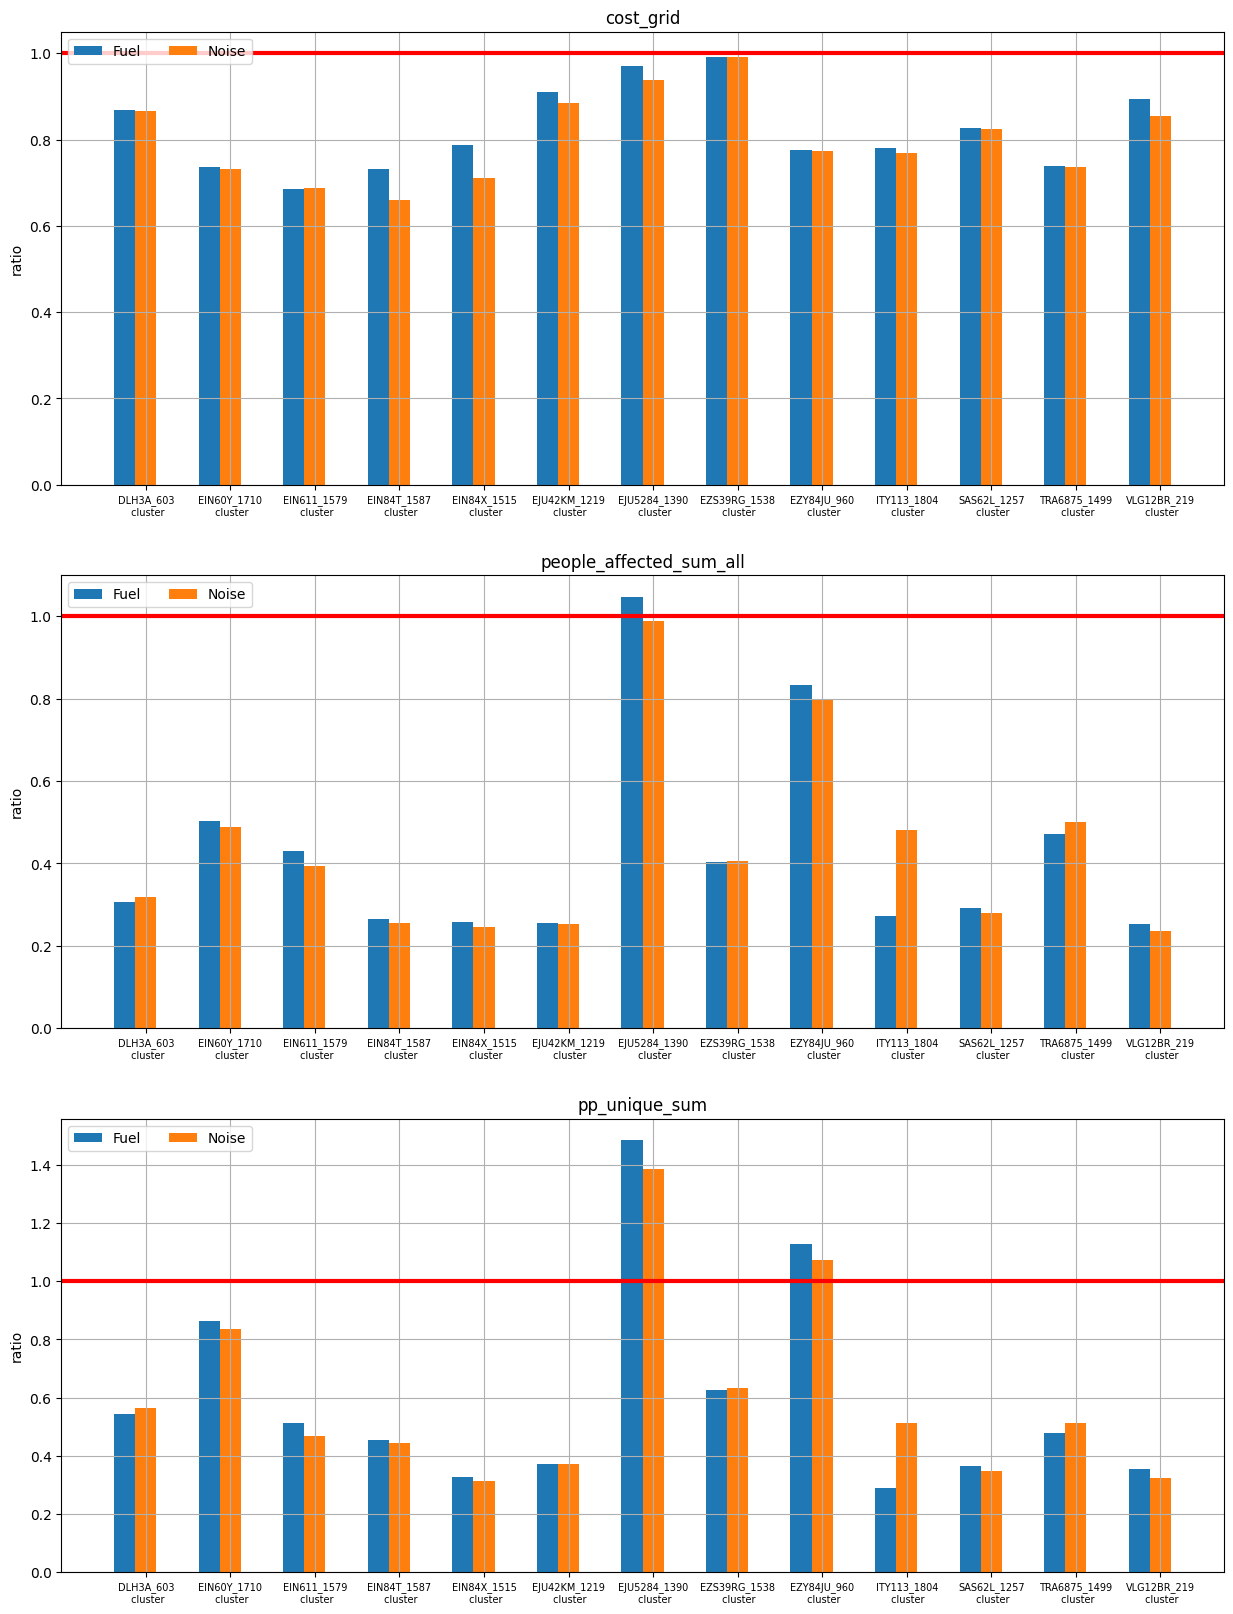 cost_grid
Fuel Noise
1.0
0.8
0.6
0.4
0.2
0.0
ratio
DLH3A_603 EIN60Y_1710 EIN611_1579 EIN84T_1587 EIN84X_1515 EJU42KM_1219 EJU5284_1390 EZS39RG_1538 EZY84JU_960 ITY113_1804 SAS62L_1257 TRA6875_1499 VLG12BR_219
cluster cluster cluster cluster cluster cluster cluster cluster cluster cluster cluster cluster cluster
people_affected_sum_all
Fuel Noise
1.0
0.8
0.6
0.4
0.2
0.0
ratio
DLH3A_603 EIN60Y_1710 EIN611_1579 EIN84T_1587 EIN84X_1515 EJU42KM_1219 EJU5284_1390 EZS39RG_1538 EZY84JU_960 ITY113_1804 SAS62L_1257 TRA6875_1499 VLG12BR_219
cluster cluster cluster cluster cluster cluster cluster cluster cluster cluster cluster cluster cluster
pp_unique_sum
Fuel Noise
1.4
1.2
1.0
0.8
0.6
0.4
0.2
0.0
ratio
DLH3A_603 EIN60Y_1710 EIN611_1579 EIN84T_1587 EIN84X_1515 EJU42KM_1219 EJU5284_1390 EZS39RG_1538 EZY84JU_960 ITY113_1804 SAS62L_1257 TRA6875_1499 VLG12BR_219
cluster cluster cluster cluster cluster cluster cluster cluster cluster cluster cluster cluster cluster